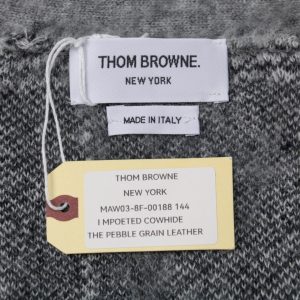 THOM BROWNE.
NEW YORK
MADE IN ITALY
THOM BROWNE
NEW YORK
MAW03-8F-00188 144
I MPOETED COWHIDE
THE PEBBLE GRAIN LEATHER